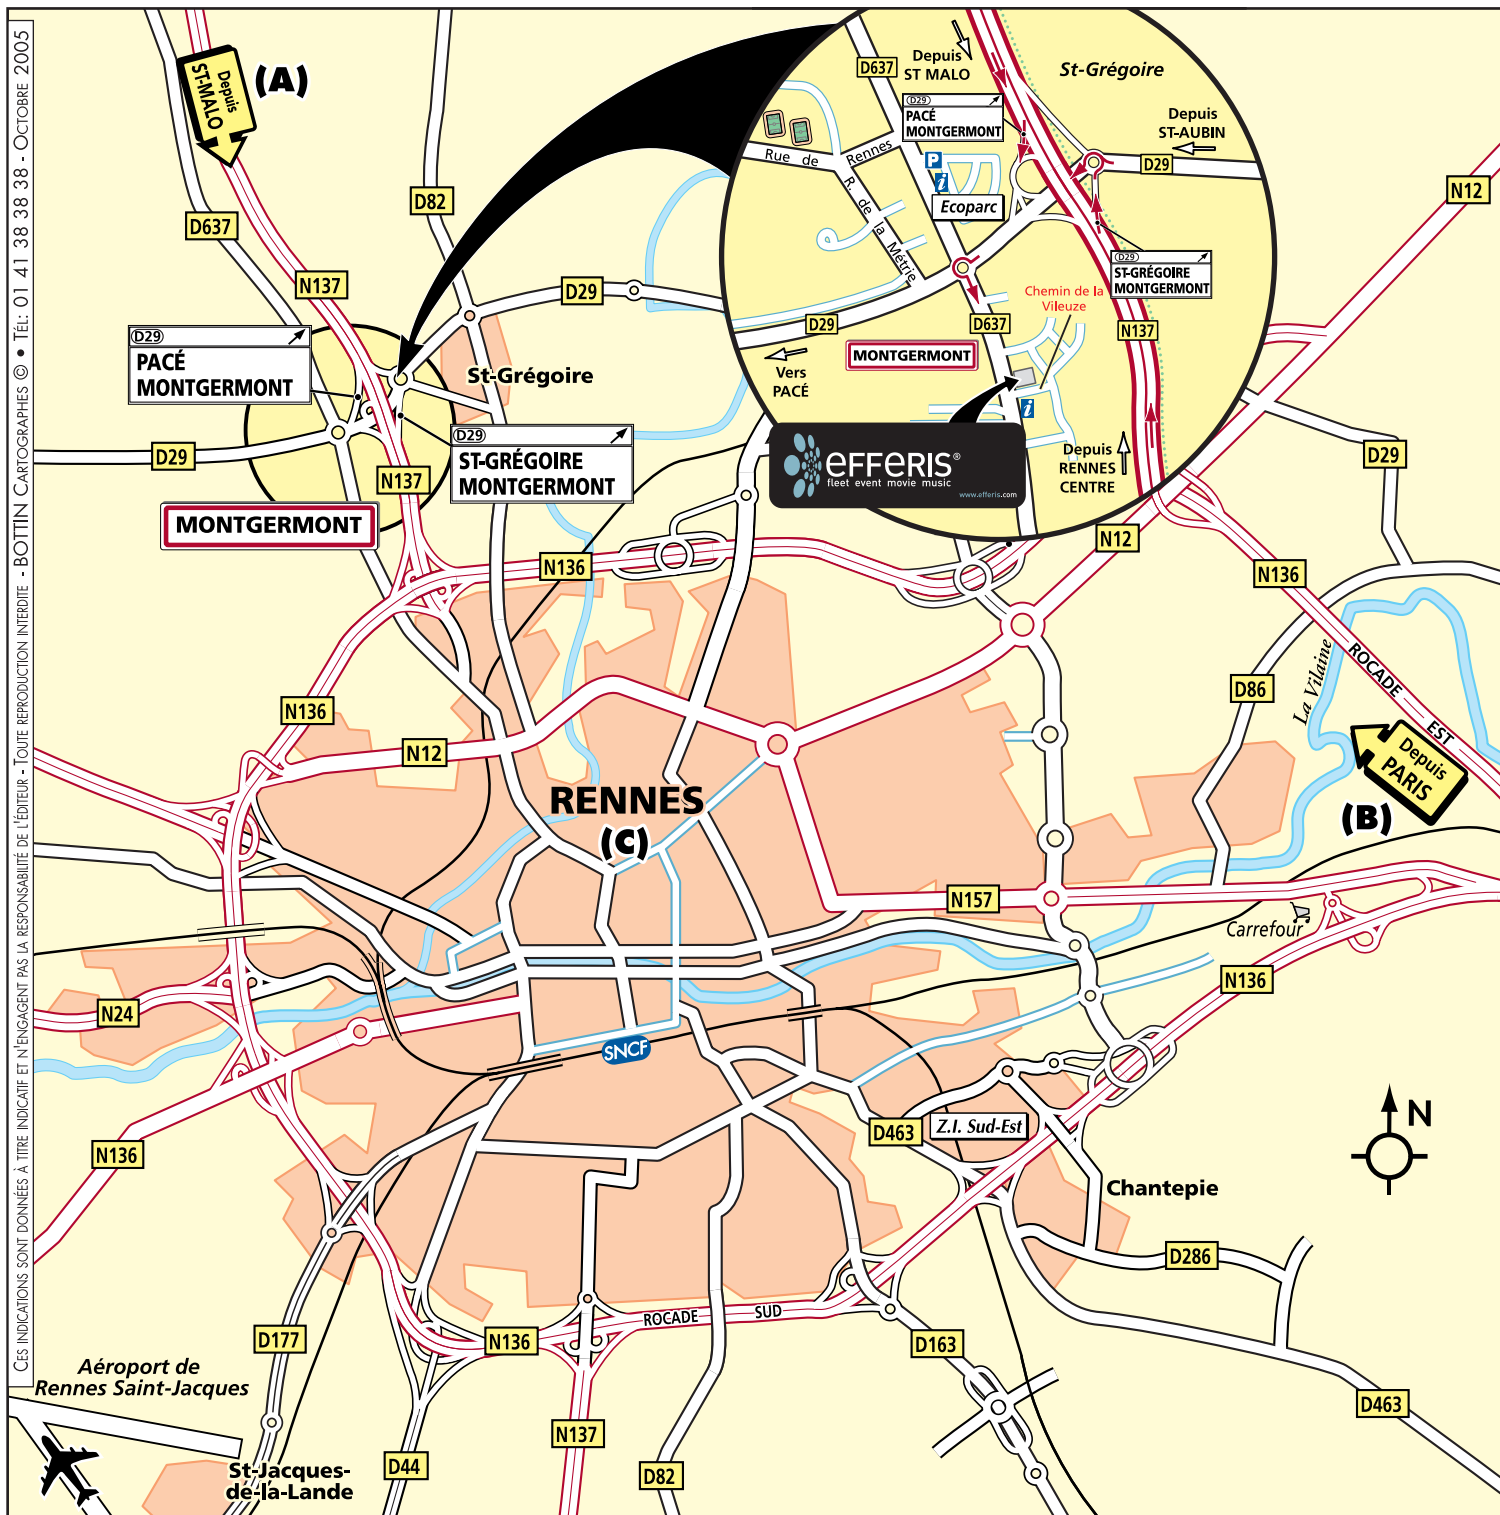 CES INDICATIONS SONT DONNÉES À TITRE INDICATIF ET N'ENGAGENT PAS LA RESPONSABILITÉ DE L'ÉDITEUR - TOUTE REPRODUCTION INTERDITE - BOTTIN CARTOGRAPHES © • TÉL: 01 41 38 38 38 - OCTOBRE 2005
Depuis
ST-MALO
(A)
D637
D82
N137
D29
D29
PACÉ
MONTGERMONT
St-Grégoire
D29
ST-GRÉGOIRE
MONTGERMONT
D29
N137
MONTGERMONT
D637
Depuis
ST MALO
St-Grégoire
D29
PACÉ
MONTGERMONT
Depuis
ST-AUBIN
D29
Rue de Rennes
P
i
Ecoparc
R. de la Métrie
D29
ST-GRÉGOIRE
MONTGERMONT
Chemin de la
Vileuze
D29
D637
N137
MONTGERMONT
Vers
PACÉ
i
eFFeRIS®
fleet event movie music
www.efferis.com
Depuis
RENNES
CENTRE
N12
D29
N12
N136
N136
N136
N12
D86
La Vilaine
ROCADE EST
Depuis
PARIS
(B)
RENNES
(C)
N157
Carrefour
N136
N24
SNCF
N136
D463
Z.I. Sud-Est
N
Chantepie
D286
ROCADE SUD
D177
N136
D163
Aéroport de
Rennes Saint-Jacques
D463
N137
D44
D82
St-Jacques-
de-la-Lande